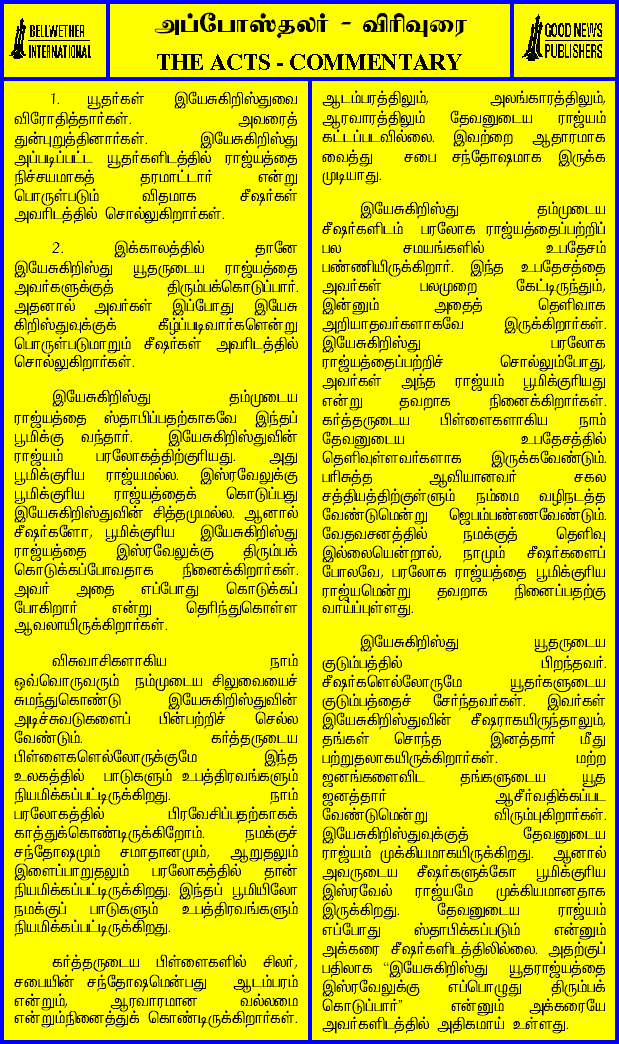 BELLWETHER
INTERNATIONAL
அப்போஸ்தலர் - விரிவுரை
THE ACTS - COMMENTARY
GOOD NEWS
PUBLISHERS
1. யூதர்கள் இயேசுகிறிஸ்துவை
விரோதித்தார்கள். அவரைத்
துன்புறுத்தினார்கள். இயேசுகிறிஸ்து
அப்படிப்பட்ட யூதர்களிடத்தில் ராஜ்யத்தை
நிச்சயமாகத் தரமாட்டார் என்று
பொருள்படும் விதமாக சீஷர்கள்
அவரிடத்தில் சொல்லுகிறார்கள்.
2. இக்காலத்தில் தானே
இயேசுகிறிஸ்து யூதருடைய ராஜ்யத்தை
அவர்களுக்குத் திரும்பக்கொடுப்பார்.
அதனால் அவர்கள் இப்போது இயேசு
கிறிஸ்துவுக்குக் கீழ்ப்படிவார்களென்று
பொருள்படுமாறும் சீஷர்கள் அவரிடத்தில்
சொல்லுகிறார்கள்.
இயேசுகிறிஸ்து தம்முடைய
ராஜ்யத்தை ஸ்தாபிப்பதற்காகவே இந்தப்
பூமிக்கு வந்தார். இயேசுகிறிஸ்துவின்
ராஜ்யம் பரலோகத்திற்குரியது. அது
பூமிக்குரிய ராஜ்யமல்ல. இஸ்ரவேலுக்கு
பூமிக்குரிய ராஜ்யத்தைக் கொடுப்பது
இயேசுகிறிஸ்துவின் சித்தமுமல்ல. ஆனால்
சீஷர்களோ, பூமிக்குரிய இயேசுகிறிஸ்து
ராஜ்யத்தை இஸ்ரவேலுக்கு திரும்பக்
கொடுக்கப்போவதாக நினைக்கிறார்கள்.
அவர் அதை எப்போது கொடுக்கப்
போகிறார் என்று தெரிந்துகொள்ள
ஆவலாயிருக்கிறார்கள்.
விசுவாசிகளாகிய நாம்
ஒவ்வொருவரும் நம்முடைய சிலுவையைச்
சுமந்துகொண்டு இயேசுகிறிஸ்துவின்
அடிச்சுவடுகளைப் பின்பற்றிச் செல்ல
வேண்டும். கர்த்தருடைய
பிள்ளைகளெல்லோருக்குமே இந்த
உலகத்தில் பாடுகளும் உபத்திரவங்களும்
நியமிக்கப்பட்டிருக்கிறது. நாம்
பரலோகத்தில் பிரவேசிப்பதற்காகக்
காத்துக்கொண்டிருக்கிறோம். நமக்குச்
சந்தோஷமும் சமாதானமும், ஆறுதலும்
இளைப்பாறுதலும் பரலோகத்தில் தான்
நியமிக்கப்பட்டிருக்கிறது. இந்தப் பூமியிலோ
நமக்குப் பாடுகளும் உபத்திரவங்களும்
நியமிக்கப்பட்டிருக்கிறது.
கர்த்தருடைய பிள்ளைகளில் சிலர்,
சபையின் சந்தோஷமென்பது ஆடம்பரம்
என்றும், ஆரவாரமான வல்லமை
என்றும்நினைத்துக் கொண்டிருக்கிறார்கள்.
ஆடம்பரத்திலும், அலங்காரத்திலும்,
ஆரவாரத்திலும் தேவனுடைய ராஜ்யம்
கட்டப்படவில்லை. இவற்றை ஆதாரமாக
வைத்து சபை சந்தோஷமாக இருக்க
முடியாது.
இயேசுகிறிஸ்து தம்முடைய
சீஷர்களிடம் பரலோக ராஜ்யத்தைப்பற்றிப்
பல சமயங்களில் உபதேசம்
பண்ணியிருக்கிறார். இந்த உபதேசத்தை
அவர்கள் பலமுறை கேட்டிருந்தும்,
இன்னும் அதைத் தெளிவாக
அறியாதவர்களாகவே இருக்கிறார்கள்.
இயேசுகிறிஸ்து பரலோக
ராஜ்யத்தைப்பற்றிச் சொல்லும்போது,
அவர்கள் அந்த ராஜ்யம் பூமிக்குரியது
என்று தவறாக நினைக்கிறார்கள்.
கர்த்தருடைய பிள்ளைகளாகிய நாம்
தேவனுடைய உபதேசத்தில்
தெளிவுள்ளவர்களாக இருக்கவேண்டும்.
பரிசுத்த ஆவியானவர் சகல
சத்தியத்திற்குள்ளும் நம்மை வழிநடத்த
வேண்டுமென்று ஜெபம்பண்ணவேண்டும்.
வேதவசனத்தில் நமக்குத் தெளிவு
இல்லையென்றால், நாமும் சீஷர்களைப்
போலவே, பரலோக ராஜ்யத்தை பூமிக்குரிய
ராஜ்யமென்று தவறாக நினைப்பதற்கு
வாய்ப்புள்ளது.
இயேசுகிறிஸ்து யூதருடைய
குடும்பத்தில் பிறந்தவர்.
சீஷர்களெல்லோருமே யூதர்களுடைய
குடும்பத்தைச் சேர்ந்தவர்கள். இவர்கள்
இயேசுகிறிஸ்துவின் சீஷராகயிருந்தாலும்,
தங்கள் சொந்த இனத்தார் மீது
பற்றுதலாகயிருக்கிறார்கள். மற்ற
ஜனங்களைவிட தங்களுடைய யூத
ஜனத்தார் ஆசீர்வதிக்கப்பட
வேண்டுமென்று விரும்புகிறார்கள்.
இயேசுகிறிஸ்துவுக்குத் தேவனுடைய
ராஜ்யம் முக்கியமாகயிருக்கிறது. ஆனால்
அவருடைய சீஷர்களுக்கோ பூமிக்குரிய
இஸ்ரவேல் ராஜ்யமே முக்கியமானதாக
இருக்கிறது. தேவனுடைய ராஜ்யம்
எப்போது ஸ்தாபிக்கப்படும் என்னும்
அக்கரை சீஷர்களிடத்திலில்லை. அதற்குப்
பதிலாக “இயேசுகிறிஸ்து யூதராஜ்யத்தை
இஸ்ரவேலுக்கு எப்பொழுது திரும்பக்
கொடுப்பார்” என்னும் அக்கரையே
அவர்களிடத்தில் அதிகமாய் உள்ளது.